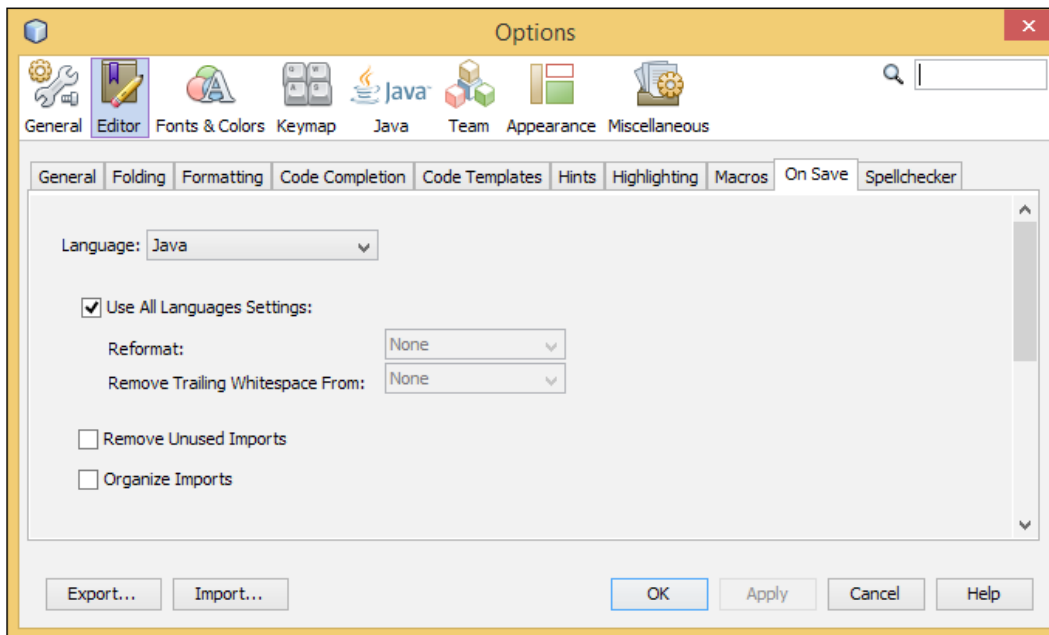 Options
Java
General Editor Fonts & Colors Keymap Java Team Appearance Miscellaneous
General Folding Formatting Code Completion Code Templates Hints Highlighting Macros On Save Spellchecker
Language: Java
Use All Languages Settings:
Reformat: None
Remove Trailing Whitespace From: None
Remove Unused Imports
Organize Imports
Export... Import... OK Apply Cancel Help